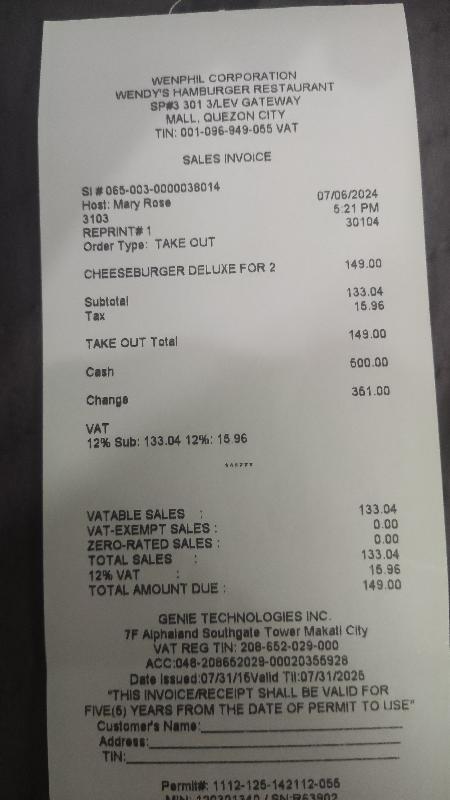 WENPHIL CORPORATION
WENDY'S HAMBURGER RESTAURANT
SP#3 301 3/LEV GATEWAY
MALL, QUEZON CITY
TIN: 001-096-949-055 VAT
SALES INVOICE
SI # 065-003-0000038014
Host: Mary Rose 07/06/2024
3103 5:21 PM
REPRINT# 1 30104
Order Type: TAKE OUT
CHEESEBURGER DELUXE FOR 2 149.00
Subtotal 133.04
Tax 15.96
TAKE OUT Total 149.00
Cash 500.00
Change 351.00
VAT
12% Sub: 133.04 12%: 15.96
VATABLE SALES : 133.04
VAT-EXEMPT SALES : 0.00
ZERO-RATED SALES : 0.00
TOTAL SALES : 133.04
12% VAT : 15.96
TOTAL AMOUNT DUE : 149.00
GENIE TECHNOLOGIES INC.
7F Alphaland Southgate Tower Makati City
VAT REG TIN: 208-652-029-000
ACC:048-208652029-00020355928
Date Issued:07/31/15Valid Til:07/31/2025
"THIS INVOICE/RECEIPT SHALL BE VALID FOR
FIVE(5) YEARS FROM THE DATE OF PERMIT TO USE"
Customer's Name:
Address:
TIN:
Permit#: 1112-125-142112-055